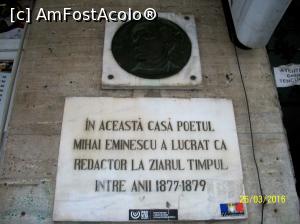 [c] AmFostAcolo®
ATENȚIE
ÎN ACEASTĂ CASĂ POETUL
MIHAI EMINESCU A LUCRAT CA
REDACTOR LA ZIARUL TIMPUL
ÎNTRE ANII 1877-1879
25/03/2016